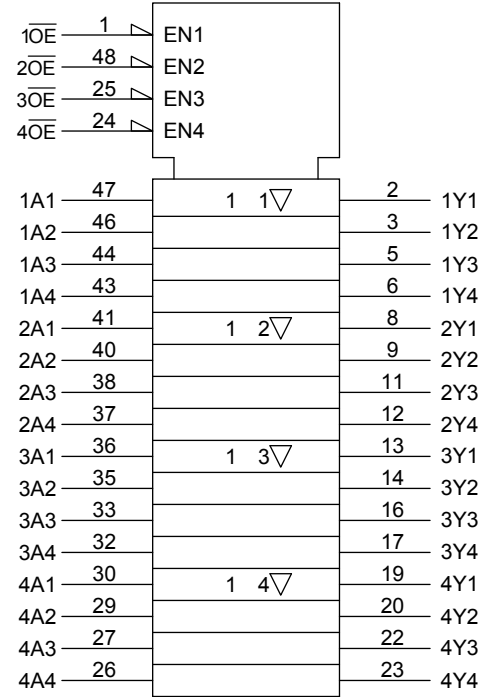 1O̅E̅ 1 EN1
2O̅E̅ 48 EN2
3O̅E̅ 25 EN3
4O̅E̅ 24 EN4
1A1 47 1 1▽ 2 1Y1
1A2 46 3 1Y2
1A3 44 5 1Y3
1A4 43 6 1Y4
2A1 41 1 2▽ 8 2Y1
2A2 40 9 2Y2
2A3 38 11 2Y3
2A4 37 12 2Y4
3A1 36 1 3▽ 13 3Y1
3A2 35 14 3Y2
3A3 33 16 3Y3
3A4 32 17 3Y4
4A1 30 1 4▽ 19 4Y1
4A2 29 20 4Y2
4A3 27 22 4Y3
4A4 26 23 4Y4